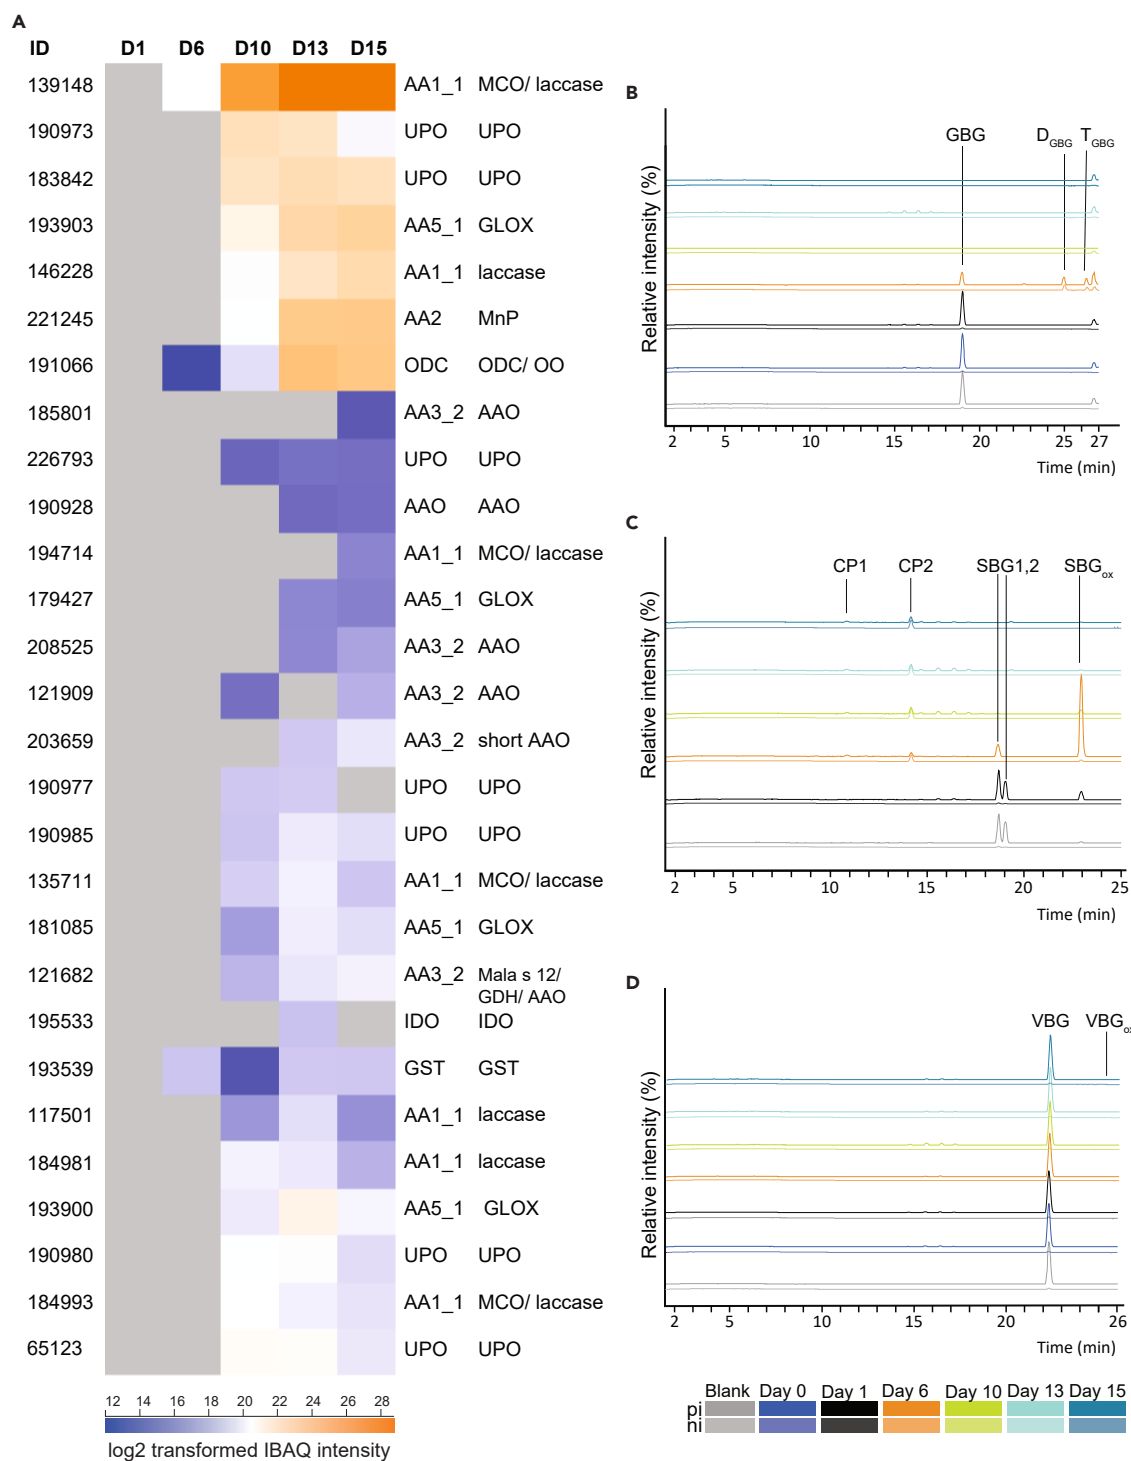 A
ID D1 D6 D10 D13 D15
139148 AA1_1 MCO/ laccase
190973 UPO UPO
183842 UPO UPO
193903 AA5_1 GLOX
146228 AA1_1 laccase
221245 AA2 MnP
191066 ODC ODC/ OO
185801 AA3_2 AAO
226793 UPO UPO
190928 AAO AAO
194714 AA1_1 MCO/ laccase
179427 AA5_1 GLOX
208525 AA3_2 AAO
121909 AA3_2 AAO
203659 AA3_2 short AAO
190977 UPO UPO
190985 UPO UPO
135711 AA1_1 MCO/ laccase
181085 AA5_1 GLOX
121682 AA3_2 Mala s 12/
GDH/ AAO
195533 IDO IDO
193539 GST GST
117501 AA1_1 laccase
184981 AA1_1 laccase
193900 AA5_1 GLOX
190980 UPO UPO
184993 AA1_1 MCO/ laccase
65123 UPO UPO
12 14 16 18 20 22 24 26 28
log2 transformed IBAQ intensity
B
GBG D GBG T GBG
Relative intensity (%)
2 5 10 15 20 25 27
Time (min)
C
CP1 CP2 SBG1,2 SBG ox
Relative intensity (%)
2 5 10 15 20 25
Time (min)
D
VBG VBG
Relative intensity (%)
2 5 10 15 20 26
Time (min)
Blank Day 0 Day 1 Day 6 Day 10 Day 13 Day 15
pi
ni